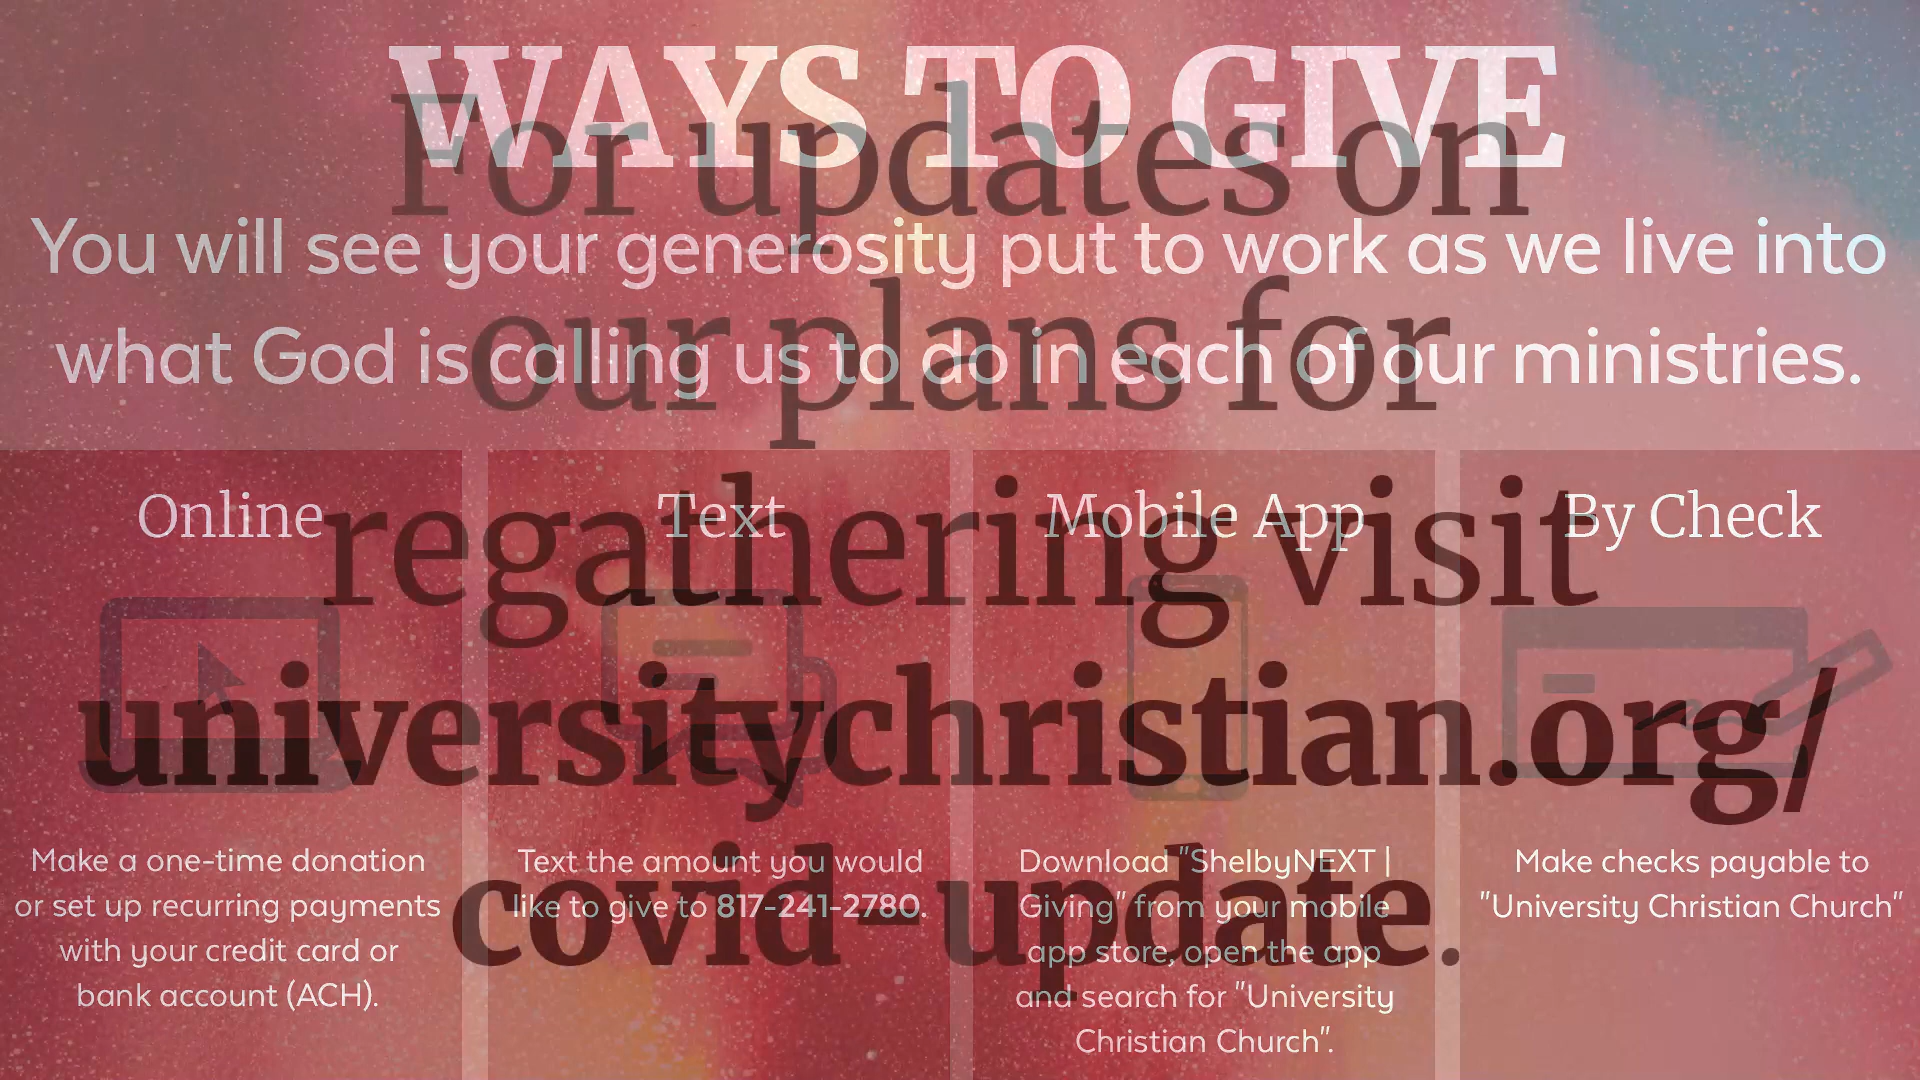 WAYS TO GIVE
You will see your generosity put to work as we live into
what God is calling us to do in each of our ministries.
Online
Make a one-time donation
or set up recurring payments
with your credit card or
bank account (ACH).
Text
Text the amount you would
like to give to 817-241-2780.
Mobile App
Download "ShelbyNEXT |
Giving" from your mobile
app store, open the app
and search for "University
Christian Church".
By Check
Make checks payable to
"University Christian Church"
For updates on
our plans for
regathering visit
universitychristian.org/
covid-update.